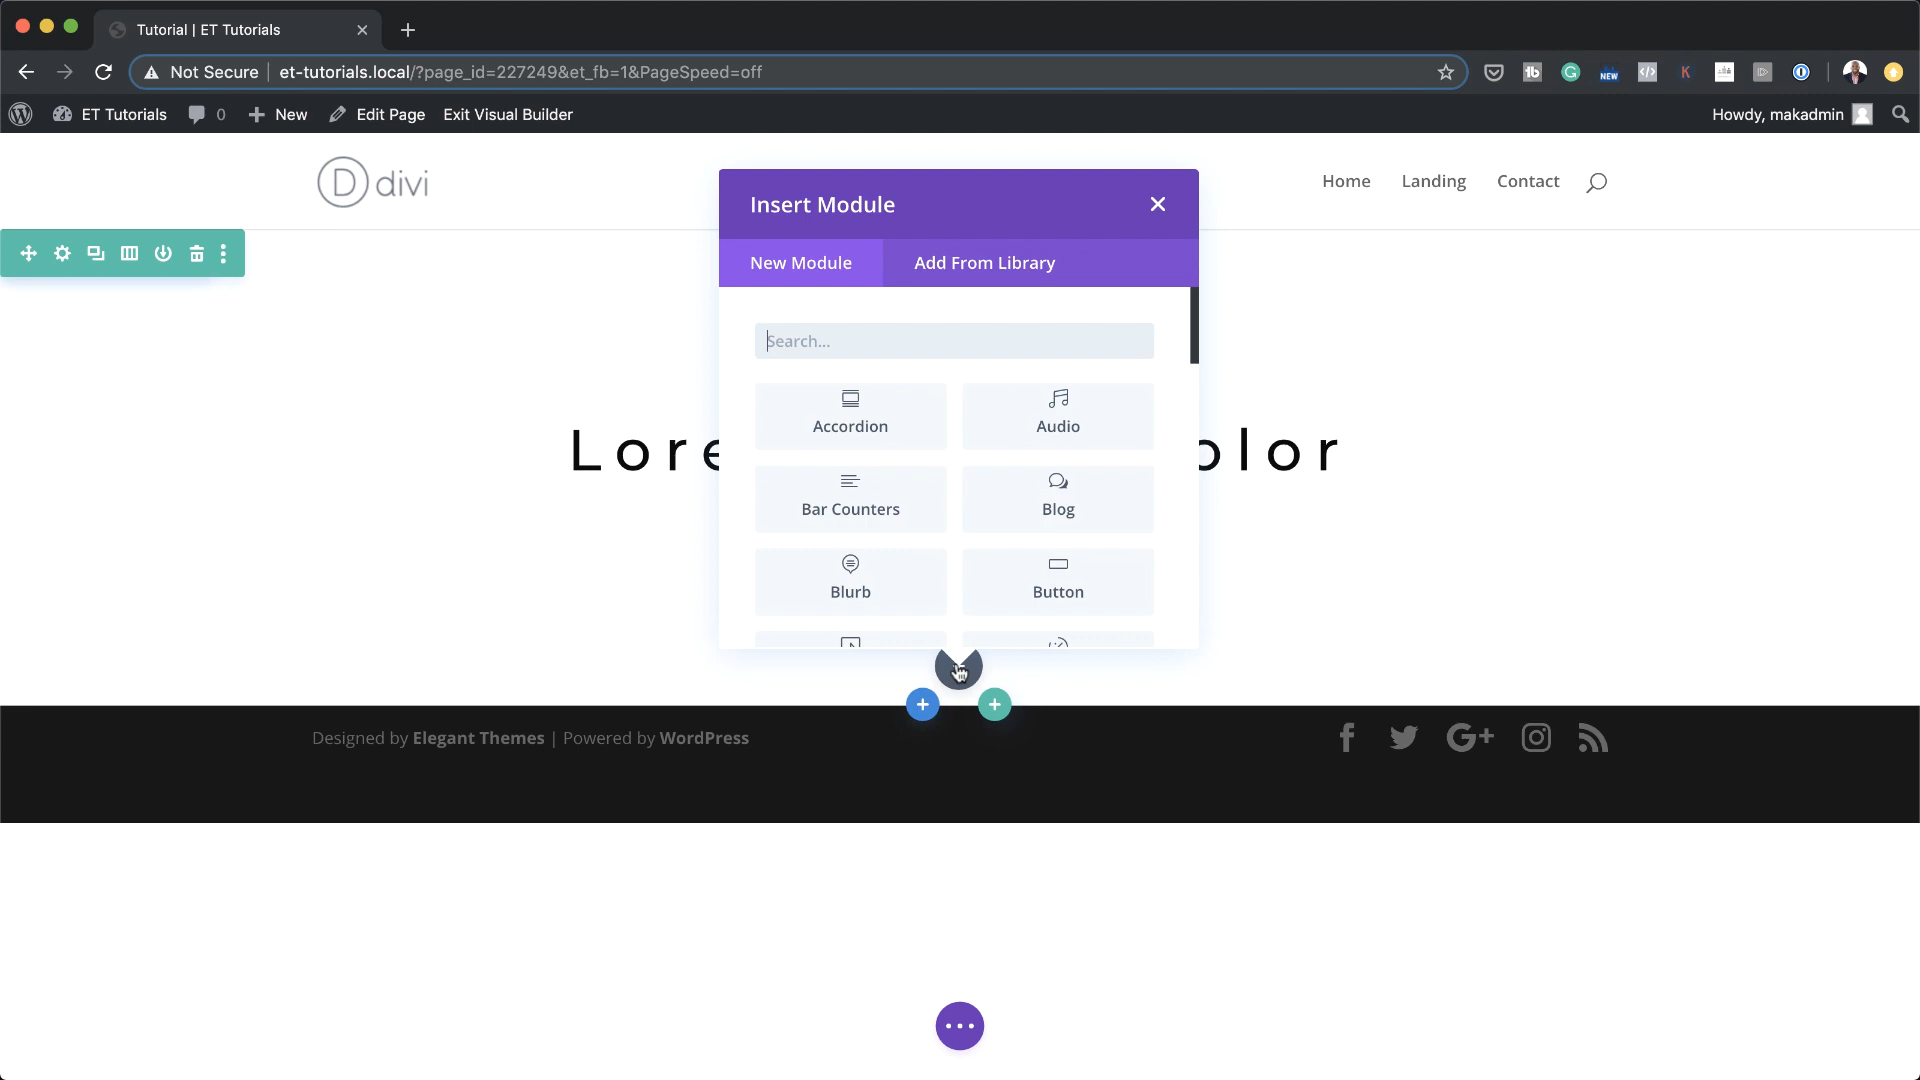 Tutorial | ET Tutorials
Not Secure | et-tutorials.local/?page_id=227249&et_fb=1&PageSpeed=off
NEW
ET Tutorials 0 New Edit Page Exit Visual Builder
Howdy, makadmin
divi
Home Landing Contact
Insert Module
New Module Add From Library
Search...
Accordion Audio
Lore olor
Bar Counters Blog
Blurb Button
Designed by Elegant Themes | Powered by WordPress